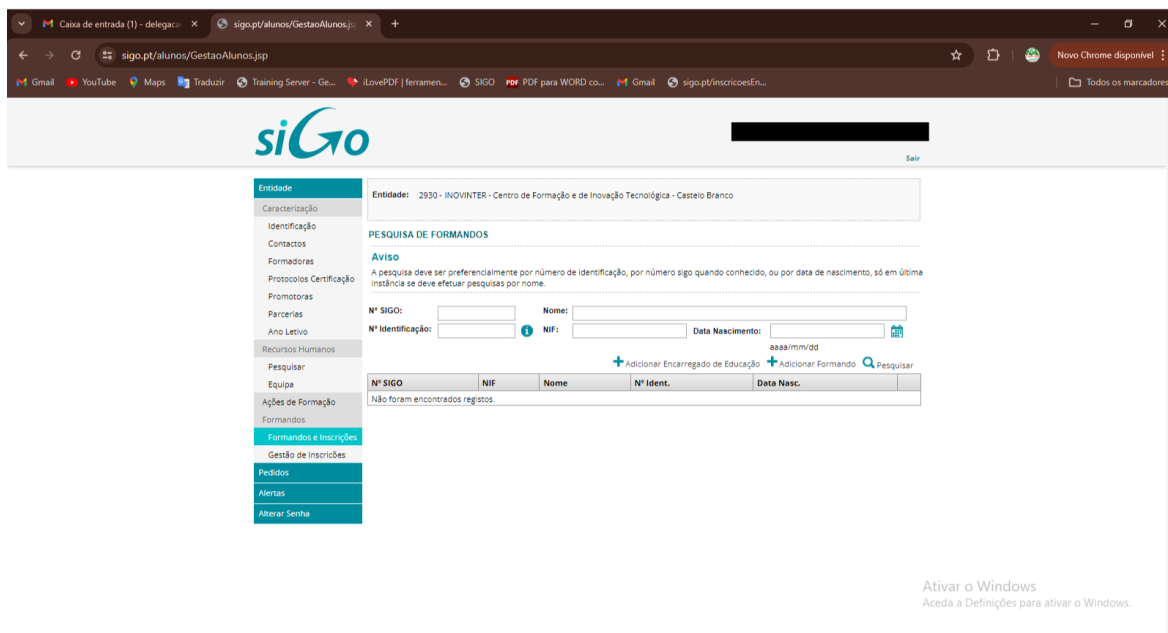 Caixa de entrada (1) - delegaca
sigo.pt/alunos/GestaoAlunos.js
sigo.pt/alunos/GestaoAlunos.jsp
Novo Chrome disponível
Gmail YouTube Maps Traduzir Training Server - Ge... iLovePDF | ferramen... SIGO PDF para WORD co... Gmail sigo.pt/inscricoesEn... Todos os marcadores
siGo
Sair
Entidade
Caracterização
Identificação
Contactos
Formadoras
Protocolos Certificação
Promotoras
Parcerias
Ano Letivo
Recursos Humanos
Pesquisar
Equipa
Ações de Formação
Formandos
Formandos e Inscrições
Gestão de Inscrições
Pedidos
Alertas
Alterar Senha
Entidade: 2930 - INOVINTER - Centro de Formação e de Inovação Tecnológica - Castelo Branco
PESQUISA DE FORMANDOS
Aviso
A pesquisa deve ser preferencialmente por número de identificação, por número sigo quando conhecido, ou por data de nascimento, só em última
instância se deve efetuar pesquisas por nome.
Nº SIGO: Nome:
Nº Identificação: NIF: Data Nascimento:
aaaa/mm/dd
Adicionar Encarregado de Educação Adicionar Formando Pesquisar
Nº SIGO NIF Nome Nº Ident. Data Nasc.
Não foram encontrados registos.
Ativar o Windows
Aceda a Definições para ativar o Windows.